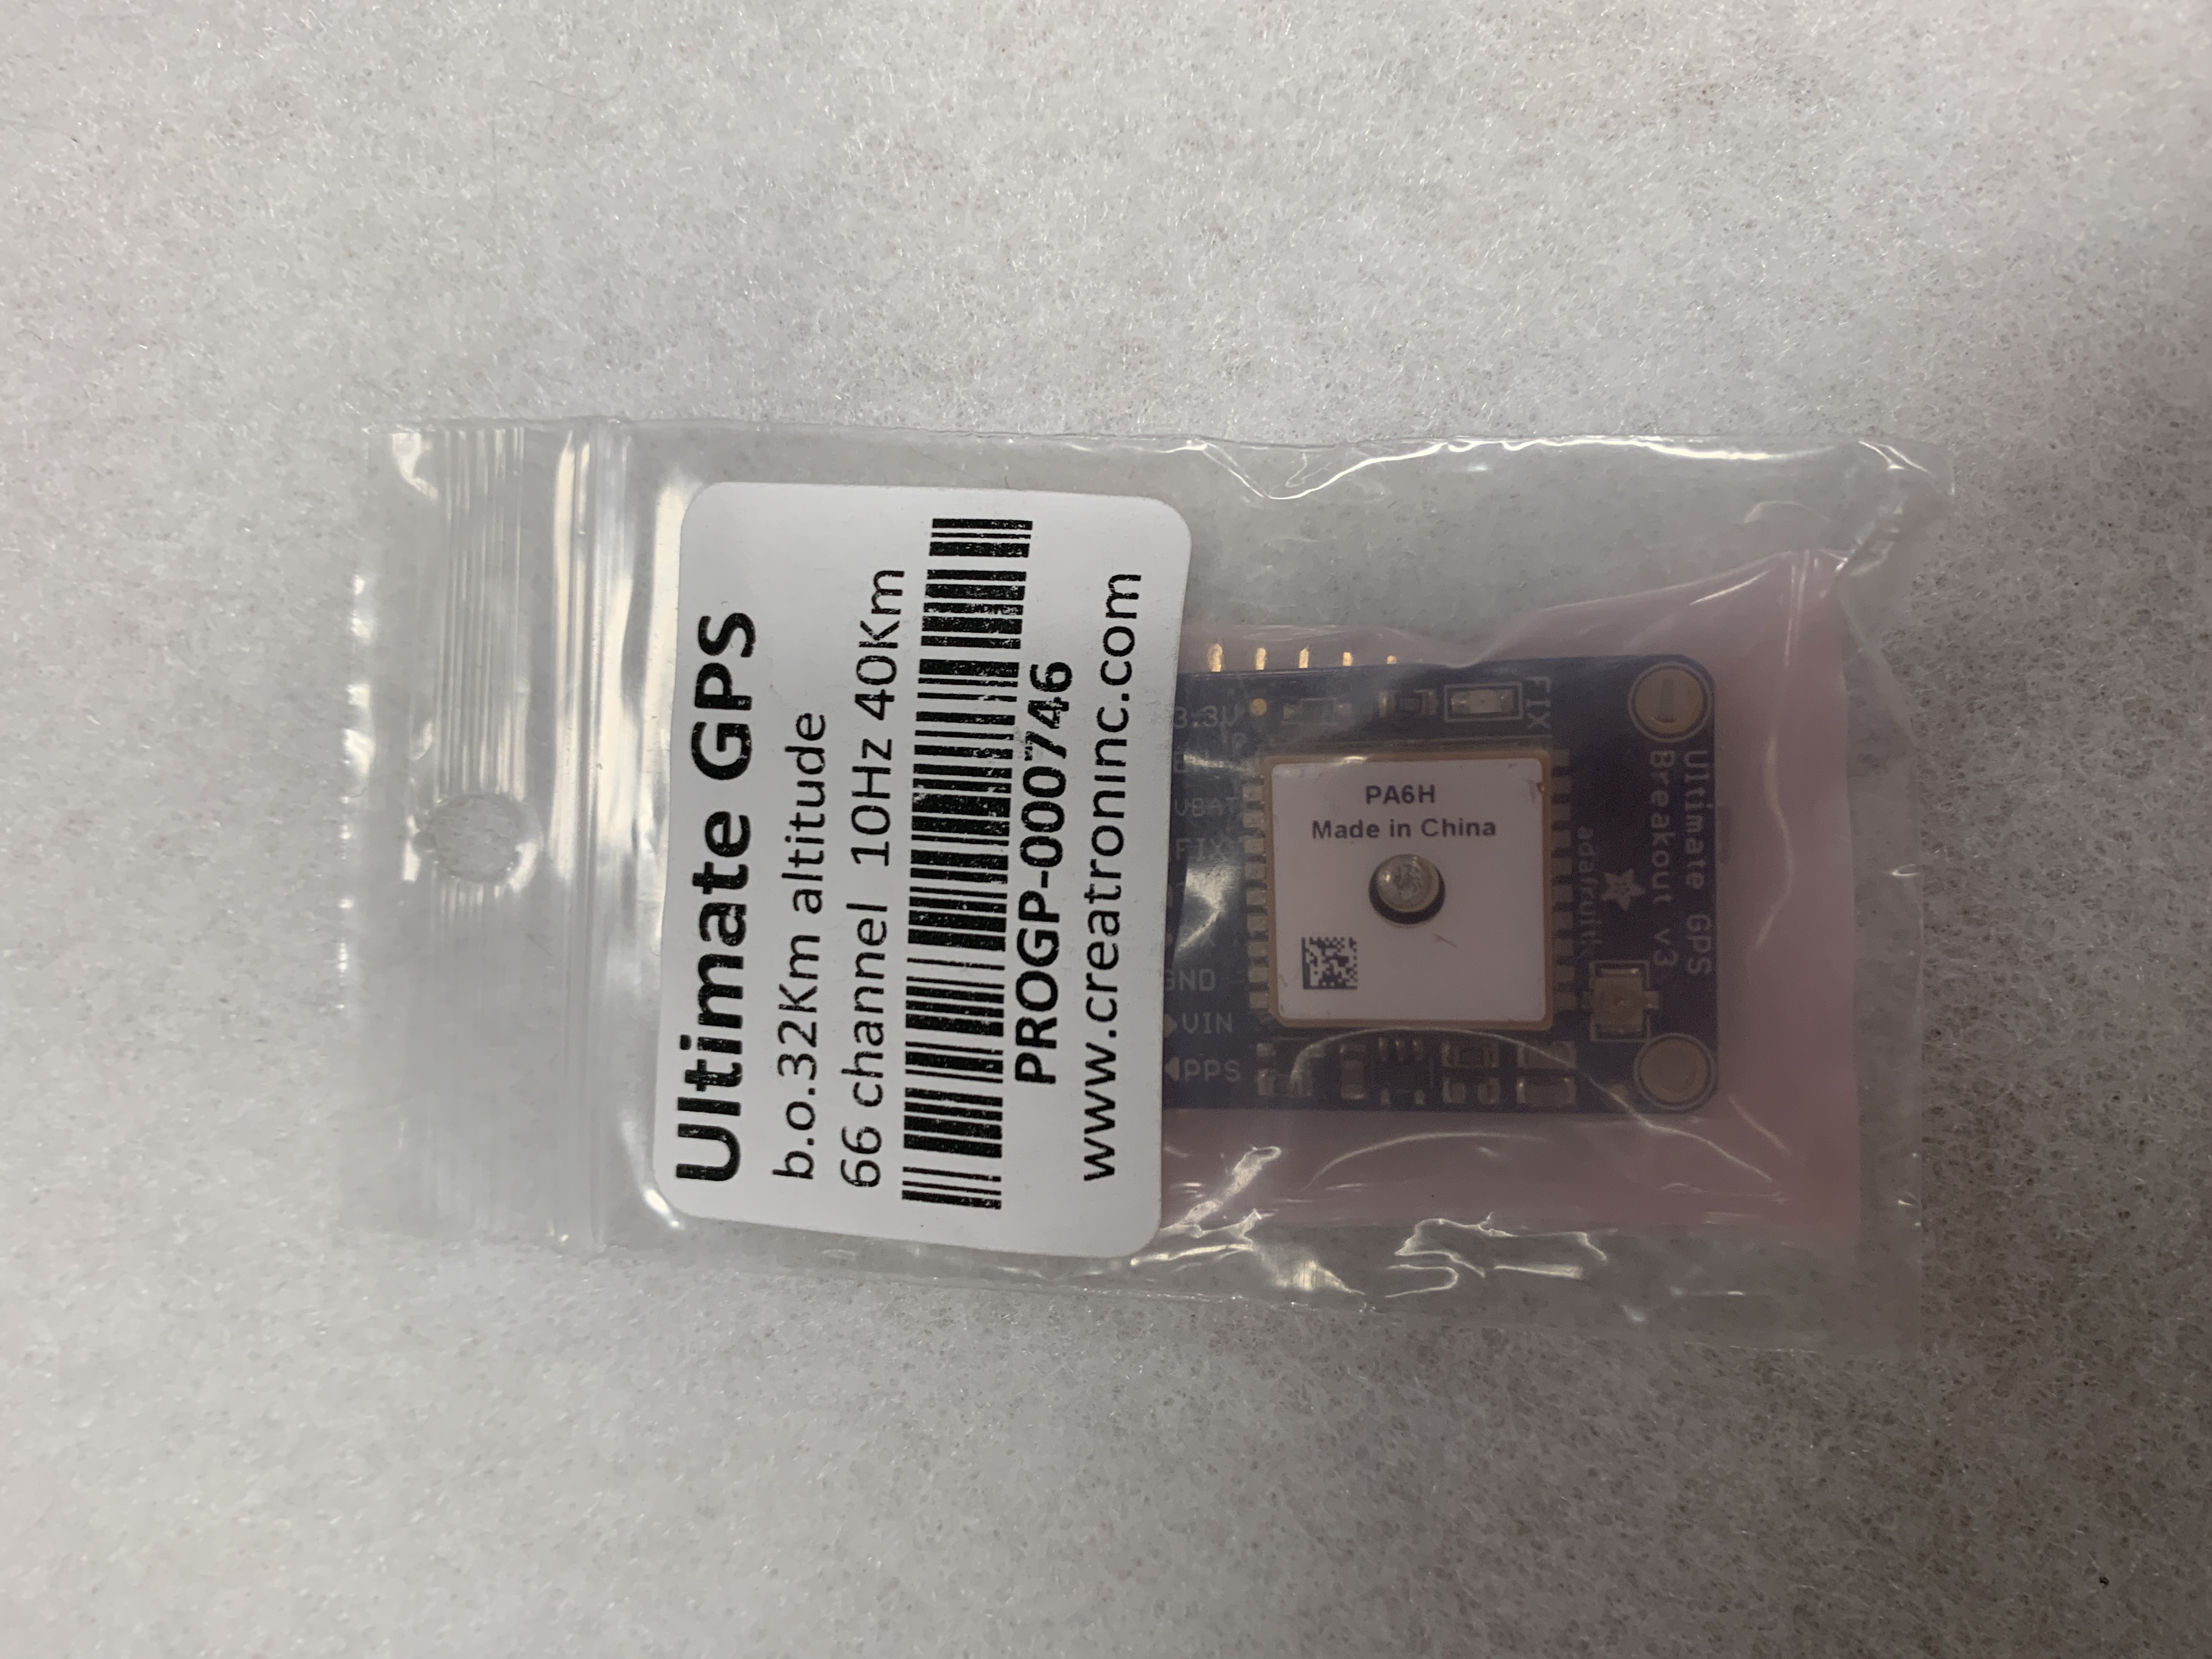 Ultimate GPS
b.o.32Km altitude
66 channel 10Hz 40Km
PROGP-000746
www.creatroninc.com
PPS
VIN
GND
FIX
VBAT
3.3V
PA6H
Made in China
FIX
adafruit
Ultimate GPS
Breakout v3